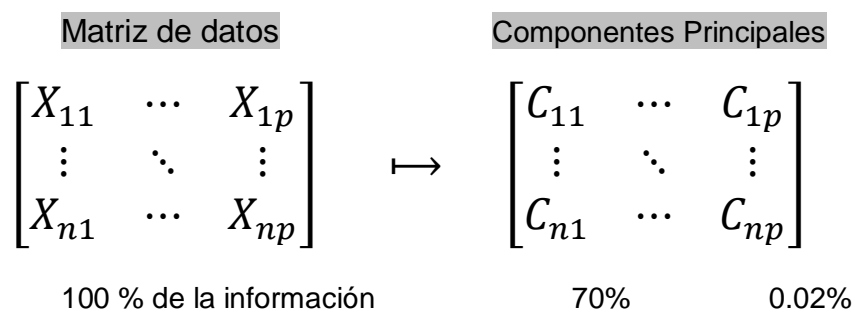 Matriz de datos Componentes Principales
[X₁₁ ⋯ X₁ₚ] [C₁₁ ⋯ C₁ₚ]
[⋮ ⋱ ⋮] ⟼ [⋮ ⋱ ⋮]
[Xₙ₁ ⋯ Xₙₚ] [Cₙ₁ ⋯ Cₙₚ]
100 % de la información 70% 0.02%